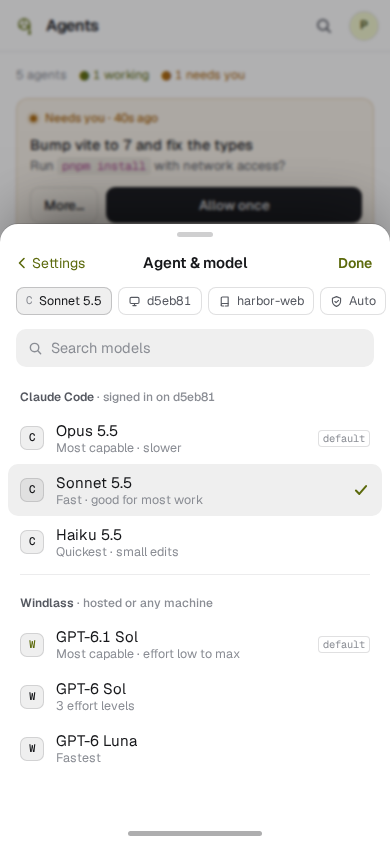 Agents
P
5 agents 1 working 1 needs you
Needs you · 40s ago
Bump vite to 7 and fix the types
Run pnpm install with network access?
More… Allow once
Settings Agent & model Done
C Sonnet 5.5 d5eb81 harbor-web Auto
Search models
Claude Code · signed in on d5eb81
C Opus 5.5 default
Most capable · slower
C Sonnet 5.5
Fast · good for most work
C Haiku 5.5
Quickest · small edits
Windlass · hosted or any machine
W GPT-6.1 Sol default
Most capable · effort low to max
W GPT-6 Sol
3 effort levels
W GPT-6 Luna
Fastest